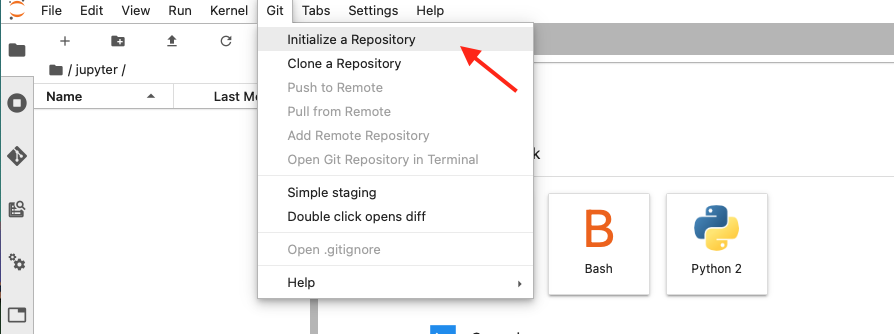 File Edit View Run Kernel Git Tabs Settings Help
Initialize a Repository
Clone a Repository
Push to Remote
Pull from Remote
Add Remote Repository
Open Git Repository in Terminal
Simple staging
Double click opens diff
Open .gitignore
Help
/ jupyter /
Name
Last Mo
k
B
Bash
Python 2